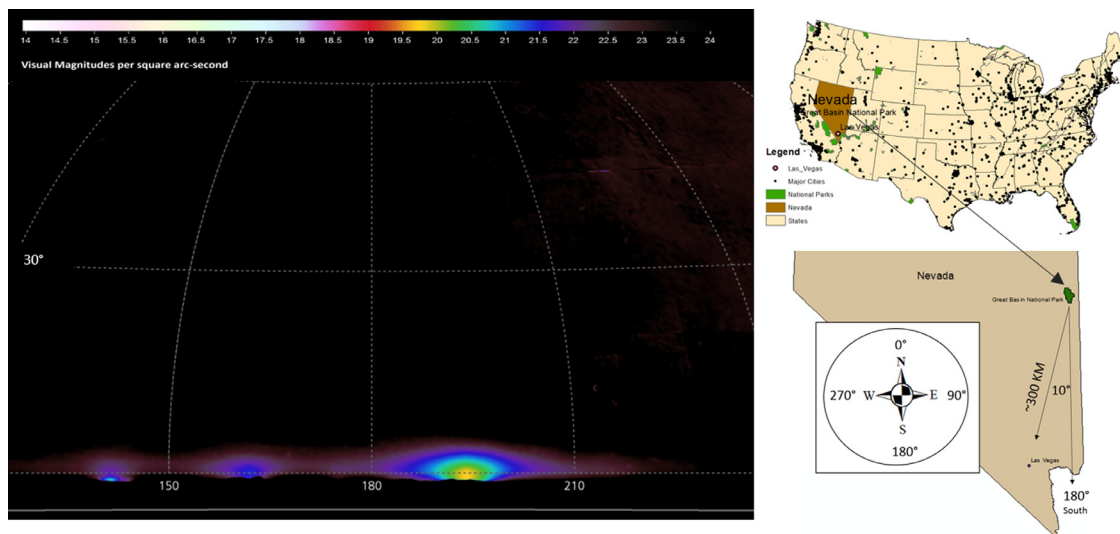 14 14.5 15 15.5 16 16.5 17 17.5 18 18.5 19 19.5 20 20.5 21 21.5 22 22.5 23 23.5 24
Visual Magnitudes per square arc-second
30°
150 180 210
Nevada
Great Basin National Park
Las Vegas
Legend
Las_Vegas
Major Cities
National Parks
Nevada
States
Nevada
Great Basin National Park
~300 KM
10°
Las Vegas
180°
South
0°
N
270° W E 90°
S
180°